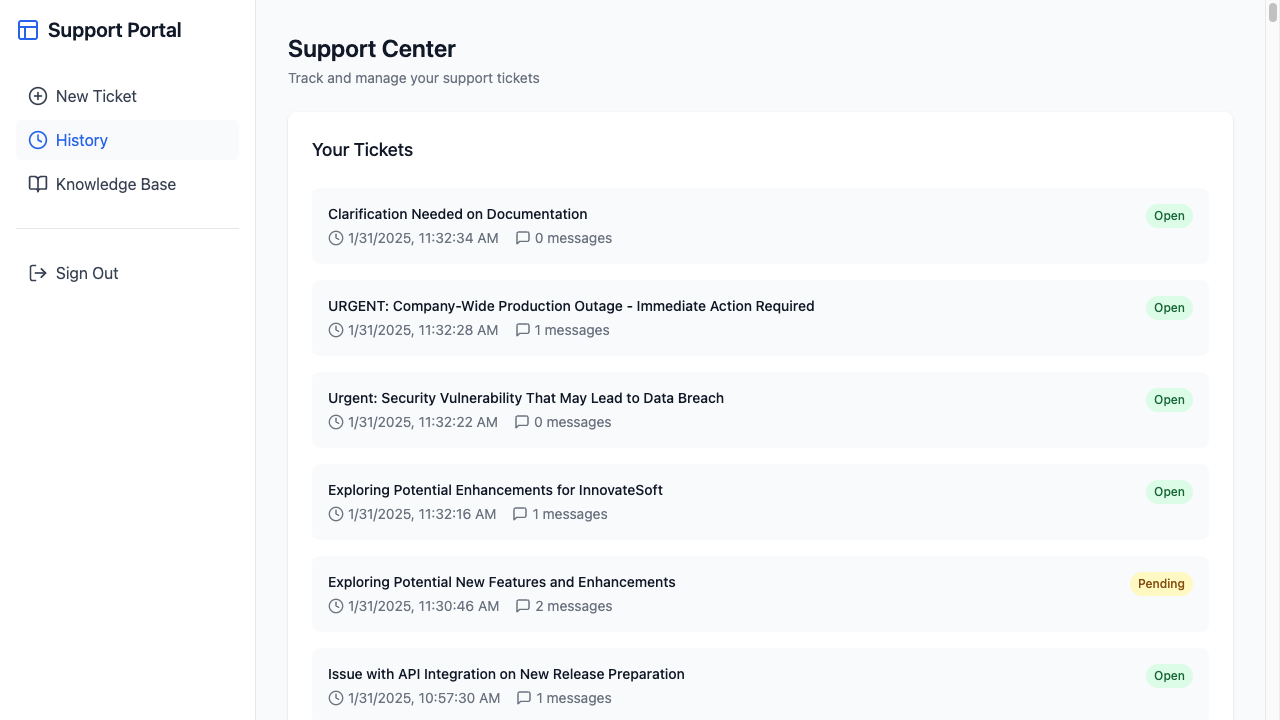 Support Portal
New Ticket
History
Knowledge Base
Sign Out
Support Center
Track and manage your support tickets
Your Tickets
Clarification Needed on Documentation
Open
1/31/2025, 11:32:34 AM 0 messages
URGENT: Company-Wide Production Outage - Immediate Action Required
Open
1/31/2025, 11:32:28 AM 1 messages
Urgent: Security Vulnerability That May Lead to Data Breach
Open
1/31/2025, 11:32:22 AM 0 messages
Exploring Potential Enhancements for InnovateSoft
Open
1/31/2025, 11:32:16 AM 1 messages
Exploring Potential New Features and Enhancements
Pending
1/31/2025, 11:30:46 AM 2 messages
Issue with API Integration on New Release Preparation
Open
1/31/2025, 10:57:30 AM 1 messages